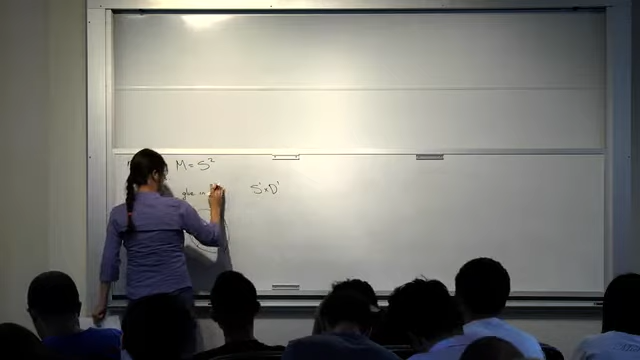 M = S²
glue in S¹×D¹